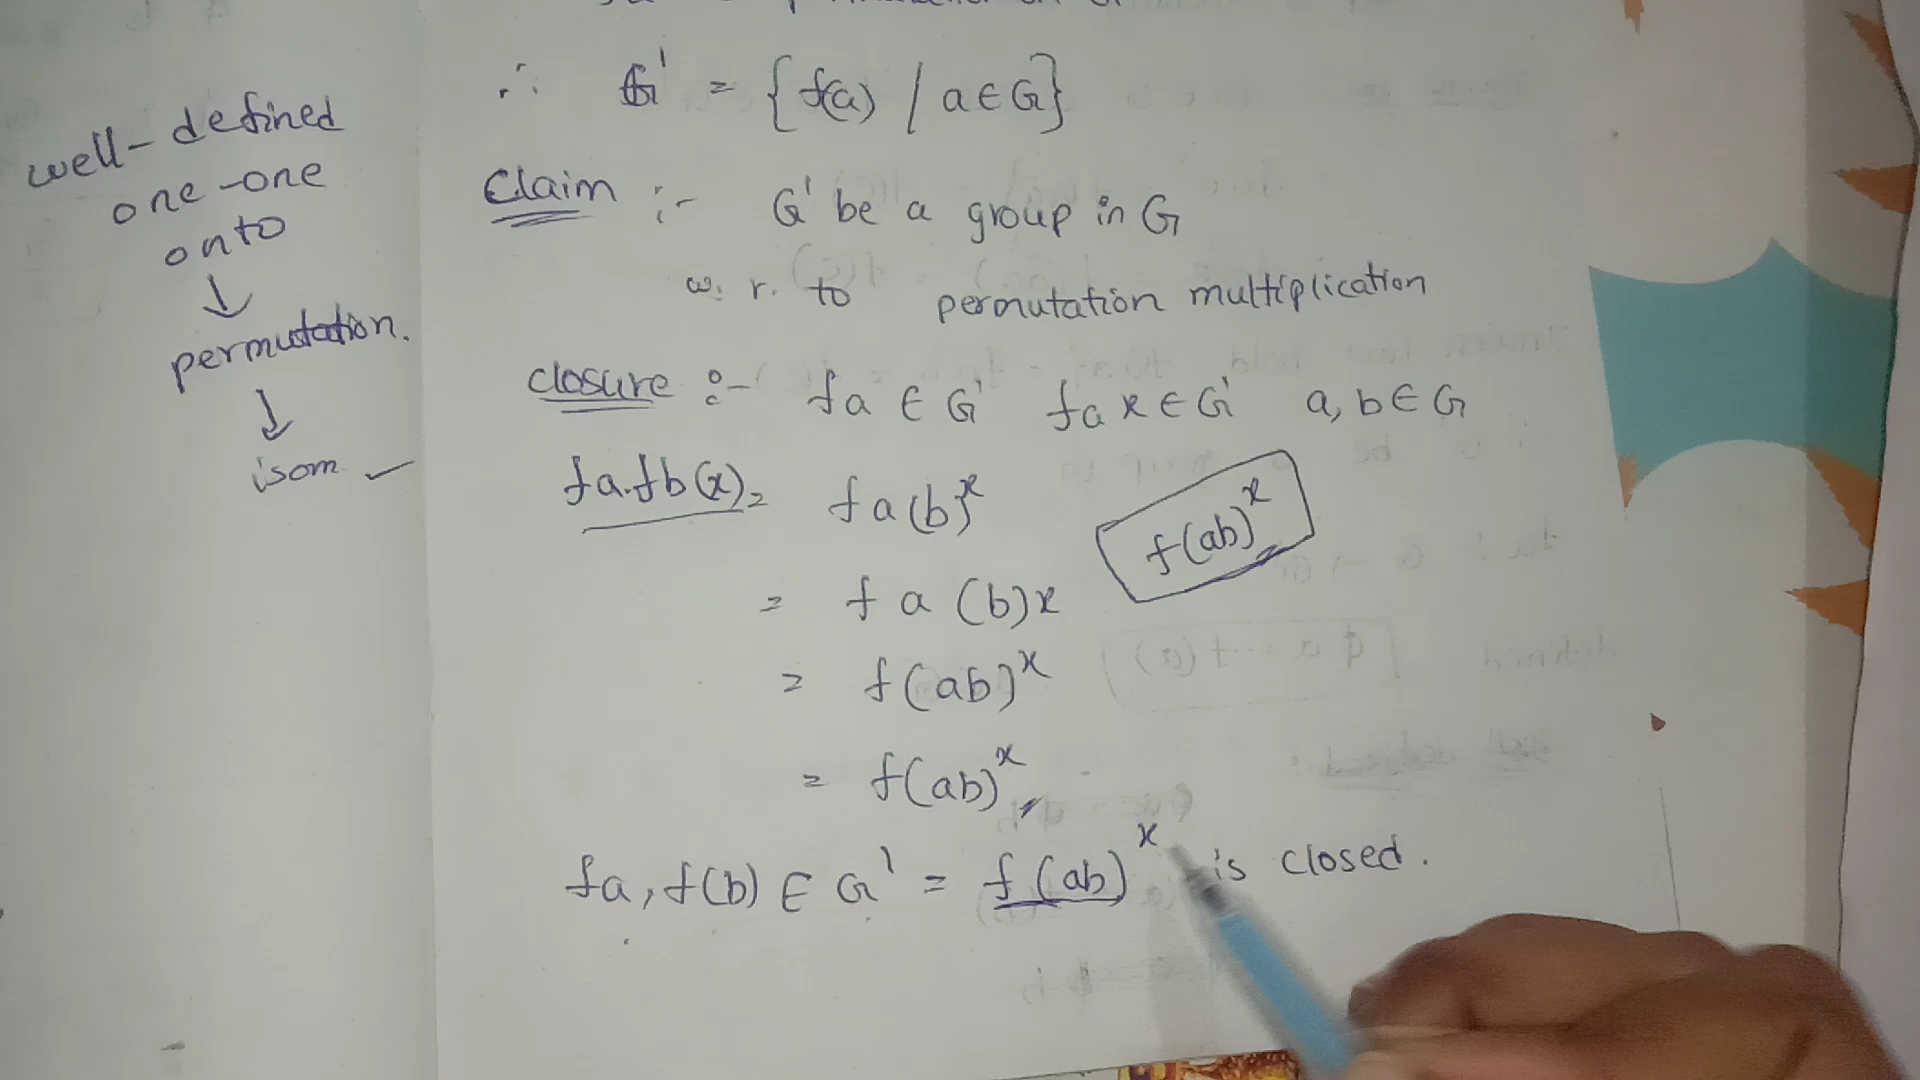 well-defined
one-one
onto
↓
permutation.
↓
isom ✓
∴ G' = {f(a) / a∈G}
Claim :- G' be a group in G
w. r. to permutation multiplication
closure :- fa ∈ G' fax∈G' a, b∈G
fa.fb(x) = fa(b)x
f(ab)x
= fa(b)x
= f(ab)x
= f(ab)x
fa, f(b) ∈ G' = f(ab)x is closed.